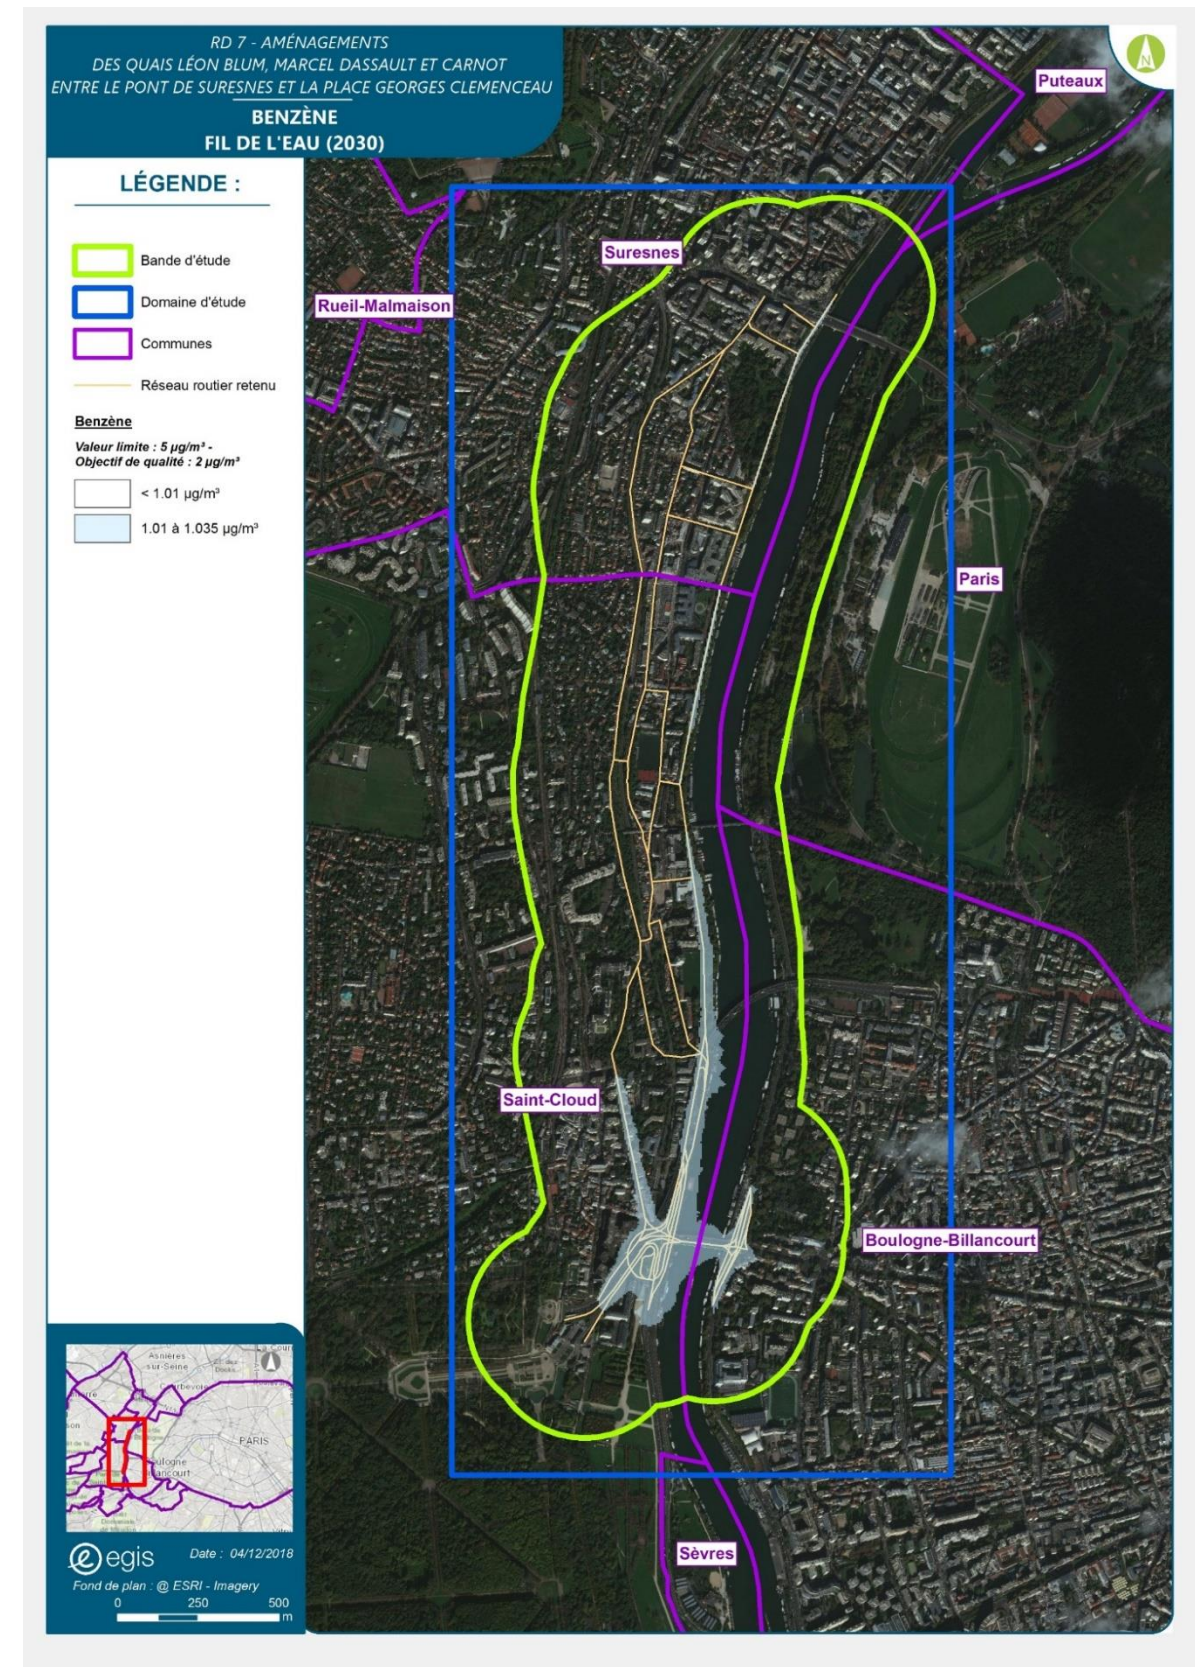 RD 7 - AMÉNAGEMENTS
DES QUAIS LÉON BLUM, MARCEL DASSAULT ET CARNOT
ENTRE LE PONT DE SURESNES ET LA PLACE GEORGES CLEMENCEAU
BENZÈNE
FIL DE L'EAU (2030)
LÉGENDE :
Bande d'étude
Domaine d'étude
Communes
Réseau routier retenu
Benzène
Valeur limite : 5 µg/m³ -
Objectif de qualité : 2 µg/m³
< 1.01 µg/m³
1.01 à 1.035 µg/m³
N
Puteaux
Suresnes
Rueil-Malmaison
Paris
Saint-Cloud
Boulogne-Billancourt
Sèvres
Asnières
sur-Seine
Courbevoie
PARIS
egis
Date : 04/12/2018
Fond de plan : @ ESRI - Imagery
0 250 500
m